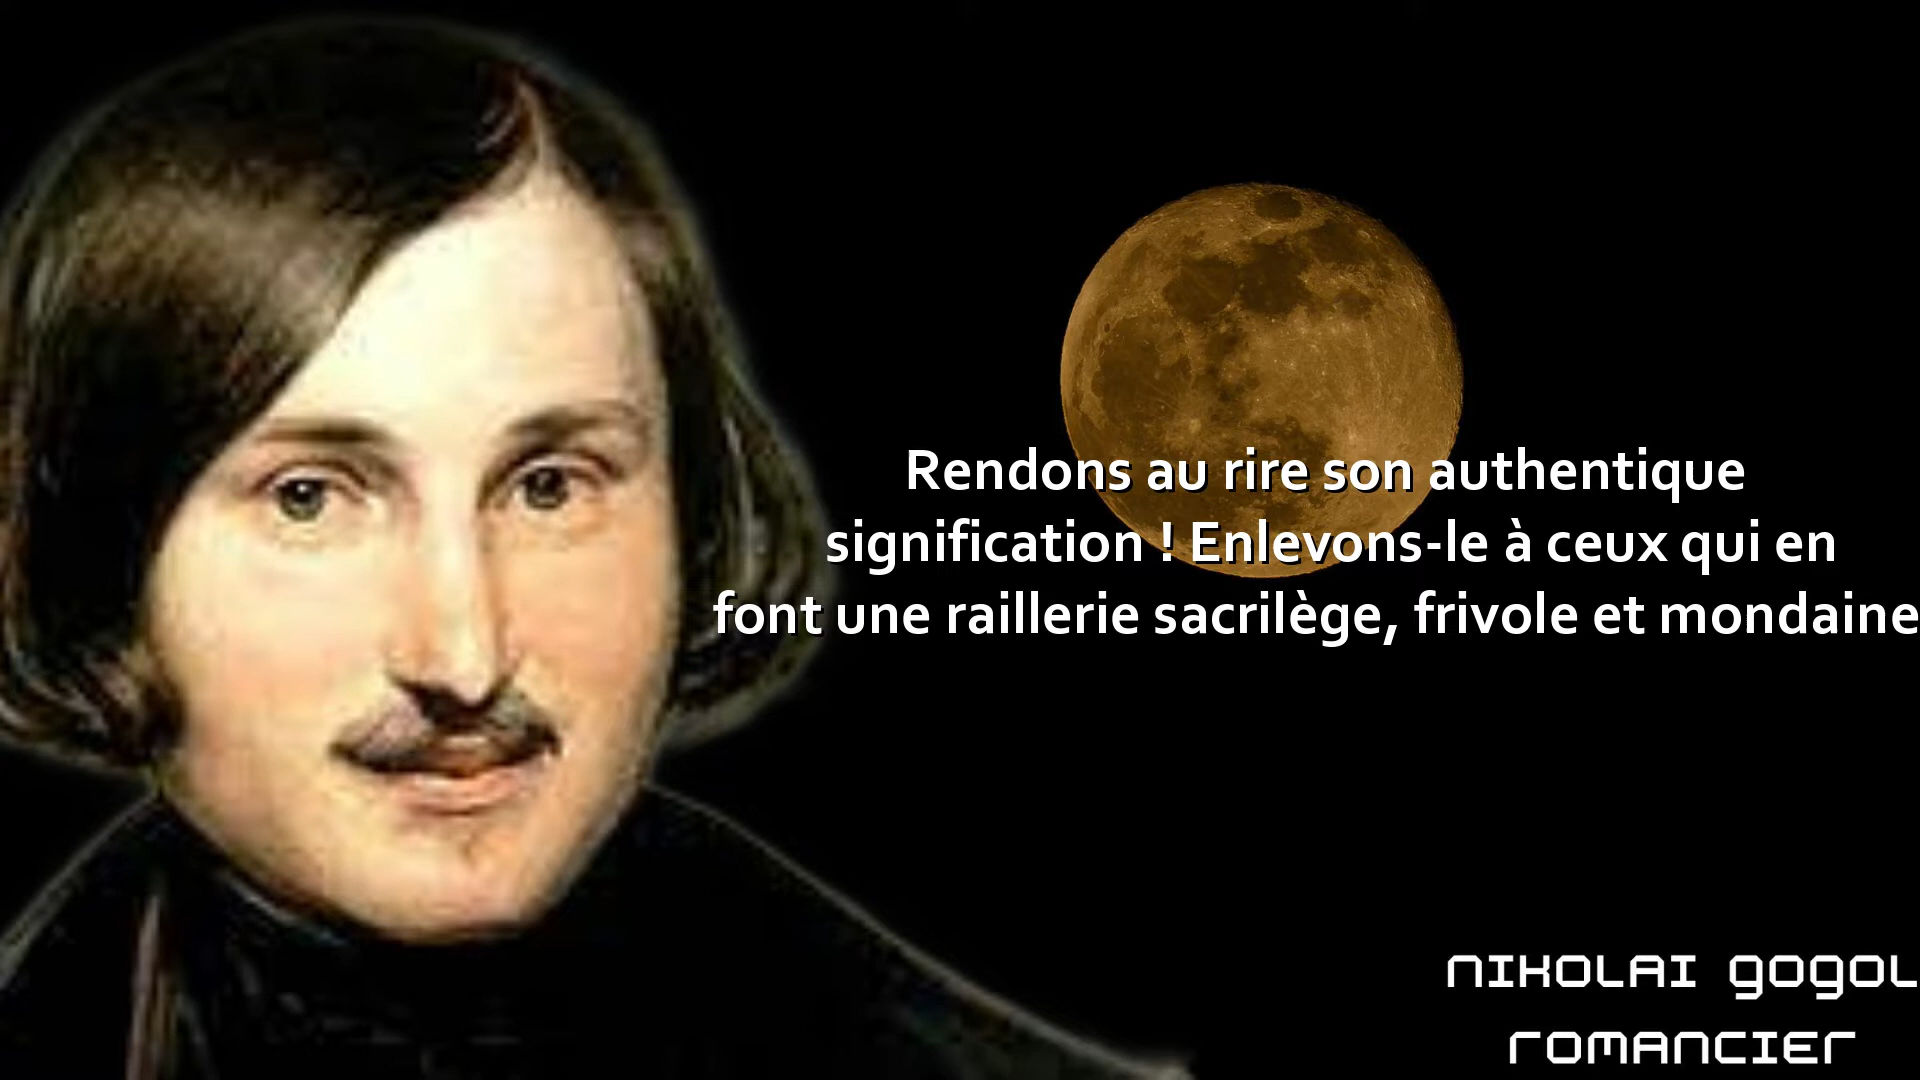 Rendons au rire son authentique
signification ! Enlevons-le à ceux qui en
font une raillerie sacrilège, frivole et mondaine
NIKOLAI GOGOL
ROMANCIER